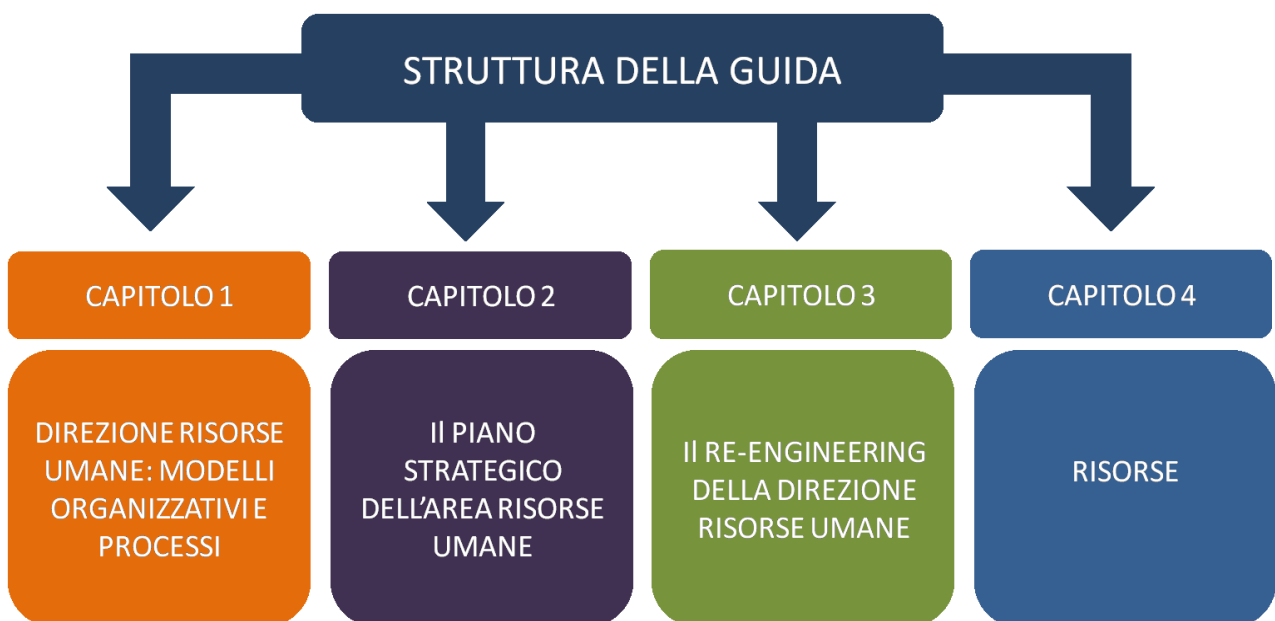 STRUTTURA DELLA GUIDA
CAPITOLO 1
DIREZIONE RISORSE
UMANE: MODELLI
ORGANIZZATIVI E
PROCESSI
CAPITOLO 2
Il PIANO
STRATEGICO
DELL’AREA RISORSE
UMANE
CAPITOLO 3
Il RE-ENGINEERING
DELLA DIREZIONE
RISORSE UMANE
CAPITOLO 4
RISORSE